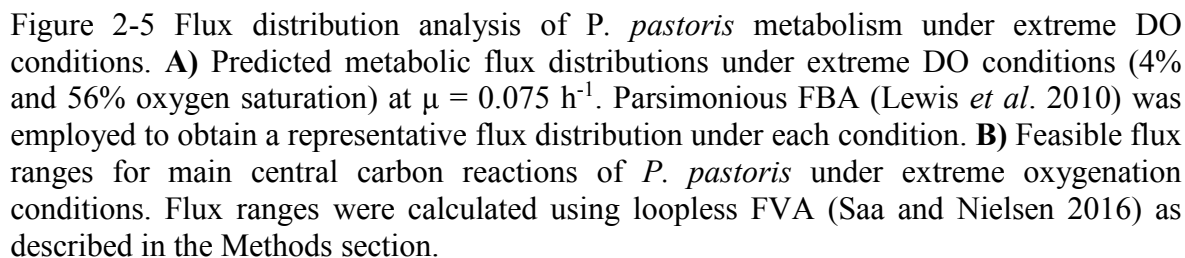 Figure 2-5 Flux distribution analysis of P. pastoris metabolism under extreme DO
conditions. A) Predicted metabolic flux distributions under extreme DO conditions (4%
and 56% oxygen saturation) at μ = 0.075 h-1. Parsimonious FBA (Lewis et al. 2010) was
employed to obtain a representative flux distribution under each condition. B) Feasible flux
ranges for main central carbon reactions of P. pastoris under extreme oxygenation
conditions. Flux ranges were calculated using loopless FVA (Saa and Nielsen 2016) as
described in the Methods section.